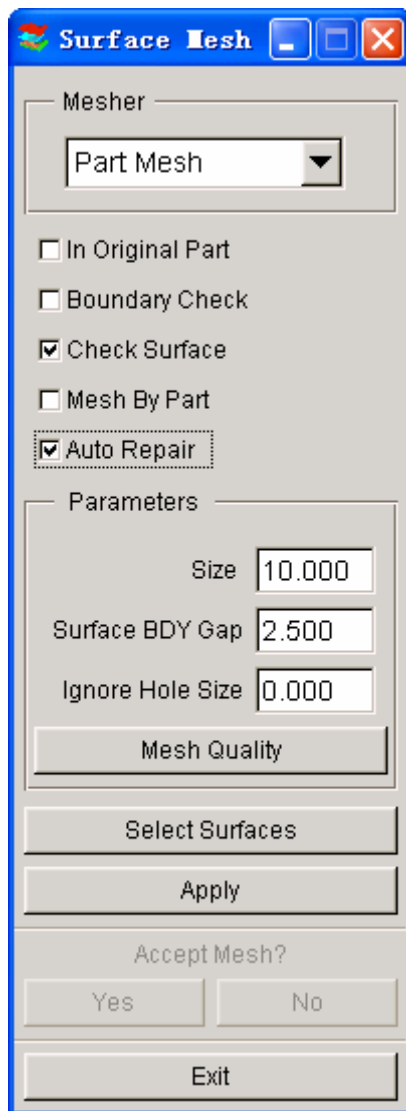 Surface Mesh
Mesher
Part Mesh
In Original Part
Boundary Check
Check Surface
Mesh By Part
Auto Repair
Parameters
Size 10.000
Surface BDY Gap 2.500
Ignore Hole Size 0.000
Mesh Quality
Select Surfaces
Apply
Accept Mesh?
Yes No
Exit